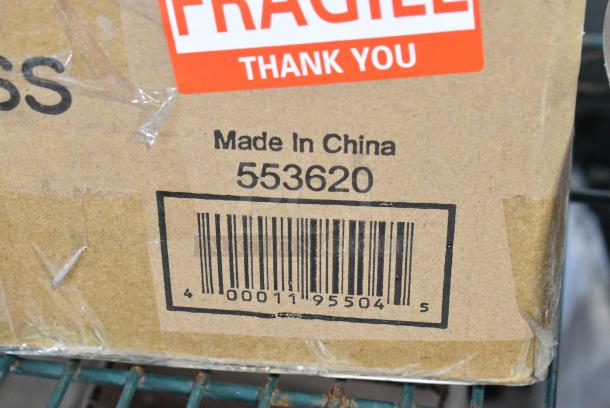 FRAGILE
THANK YOU
SS
Made In China
553620
4 00011 95504 5